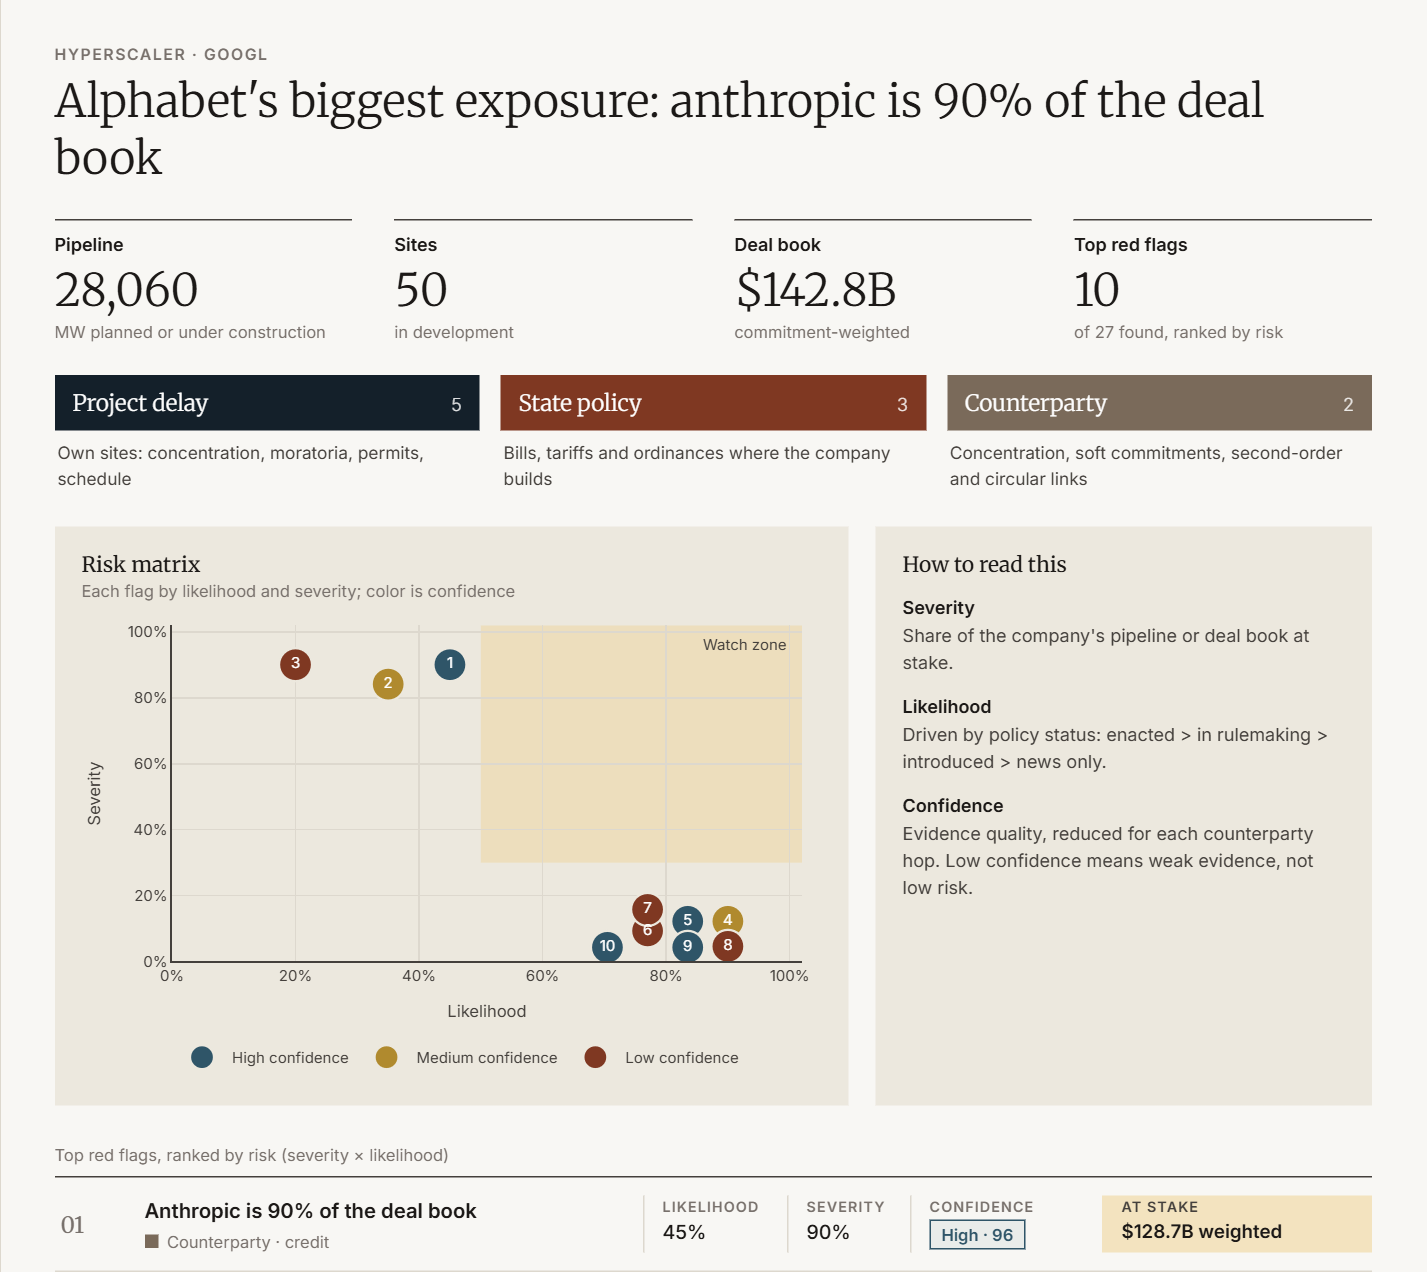 HYPERSCALER · GOOGL
Alphabet's biggest exposure: anthropic is 90% of the deal
book
Pipeline
28,060
MW planned or under construction
Sites
50
in development
Deal book
$142.8B
commitment-weighted
Top red flags
10
of 27 found, ranked by risk
Project delay 5
Own sites: concentration, moratoria, permits,
schedule
State policy 3
Bills, tariffs and ordinances where the company
builds
Counterparty 2
Concentration, soft commitments, second-order
and circular links
Risk matrix
Each flag by likelihood and severity; color is confidence
Watch zone
100%
80%
60%
40%
20%
0%
Severity
3
2
1
7
6
5
4
10
9
8
0% 20% 40% 60% 80% 100%
Likelihood
High confidence Medium confidence Low confidence
How to read this
Severity
Share of the company's pipeline or deal book at
stake.
Likelihood
Driven by policy status: enacted > in rulemaking >
introduced > news only.
Confidence
Evidence quality, reduced for each counterparty
hop. Low confidence means weak evidence, not
low risk.
Top red flags, ranked by risk (severity × likelihood)
01
Anthropic is 90% of the deal book
Counterparty · credit
LIKELIHOOD
45%
SEVERITY
90%
CONFIDENCE
High · 96
AT STAKE
$128.7B weighted